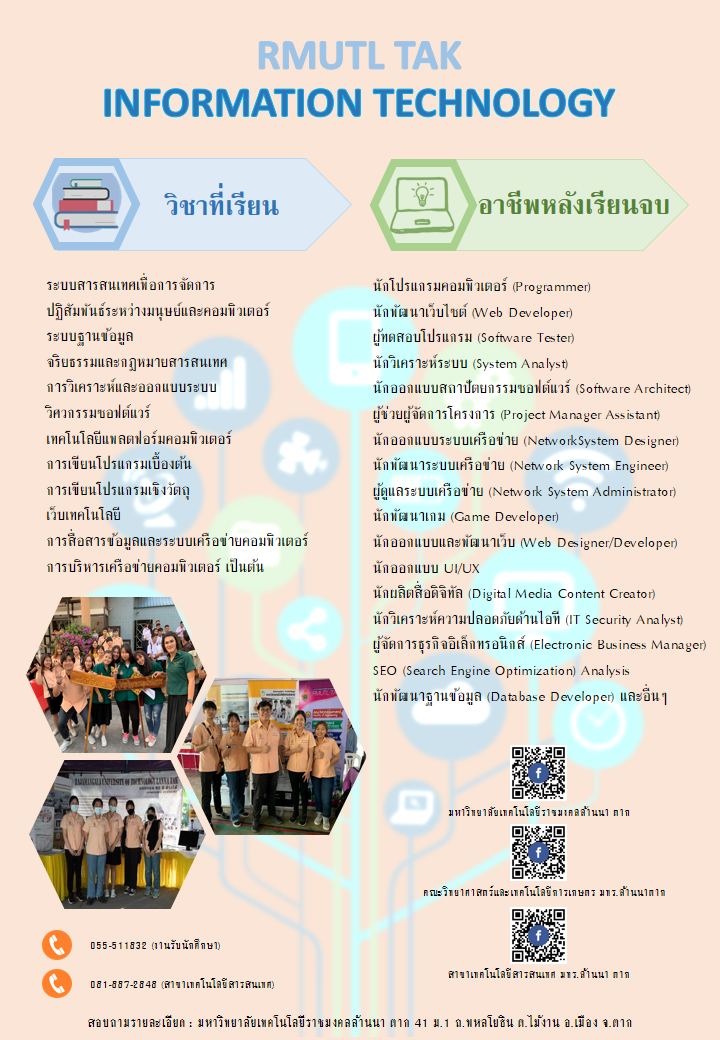 RMUTL TAK
INFORMATION TECHNOLOGY
วิชาที่เรียน
ระบบสารสนเทศเพื่อการจัดการ
ปฏิสัมพันธ์ระหว่างมนุษย์และคอมพิวเตอร์
ระบบฐานข้อมูล
จริยธรรมและกฎหมายสารสนเทศ
การวิเคราะห์และออกแบบระบบ
วิศวกรรมซอฟต์แวร์
เทคโนโลยีแพลตฟอร์มคอมพิวเตอร์
การเขียนโปรแกรมเบื้องต้น
การเขียนโปรแกรมเชิงวัตถุ
เว็บเทคโนโลยี
การสื่อสารข้อมูลและระบบเครือข่ายคอมพิวเตอร์
การบริหารเครือข่ายคอมพิวเตอร์ เป็นต้น
อาชีพหลังเรียนจบ
นักโปรแกรมคอมพิวเตอร์ (Programmer)
นักพัฒนาเว็บไซต์ (Web Developer)
ผู้ทดสอบโปรแกรม (Software Tester)
นักวิเคราะห์ระบบ (System Analyst)
นักออกแบบสถาปัตยกรรมซอฟต์แวร์ (Software Architect)
ผู้ช่วยผู้จัดการโครงการ (Project Manager Assistant)
นักออกแบบระบบเครือข่าย (NetworkSystem Designer)
นักพัฒนาระบบเครือข่าย (Network System Engineer)
ผู้ดูแลระบบเครือข่าย (Network System Administrator)
นักพัฒนาเกม (Game Developer)
นักออกแบบและพัฒนาเว็บ (Web Designer/Developer)
นักออกแบบ UI/UX
นักผลิตสื่อดิจิทัล (Digital Media Content Creator)
นักวิเคราะห์ความปลอดภัยด้านไอที (IT Security Analyst)
ผู้จัดการธุรกิจอิเล็กทรอนิกส์ (Electronic Business Manager)
SEO (Search Engine Optimization) Analysis
นักพัฒนาฐานข้อมูล (Database Developer) และอื่นๆ
RAJAMANGALA UNIVERSITY OF TECHNOLOGY LANNA TAK
มหาวิทยาลัยเทคโนโลยีราชมงคลล้านนา ตาก
คณะวิทยาศาสตร์และเทคโนโลยีการเกษตร มทร.ล้านนาตาก
สาขาเทคโนโลยีสารสนเทศ มทร.ล้านนา ตาก
055-511832 (งานรับนักศึกษา)
081-887-2848 (สาขาเทคโนโลยีสารสนเทศ)
สอบถามรายละเอียด : มหาวิทยาลัยเทคโนโลยีราชมงคลล้านนา ตาก 41 ม.1 ถ.พหลโยธิน ต.ไม้งาม อ.เมือง จ.ตาก